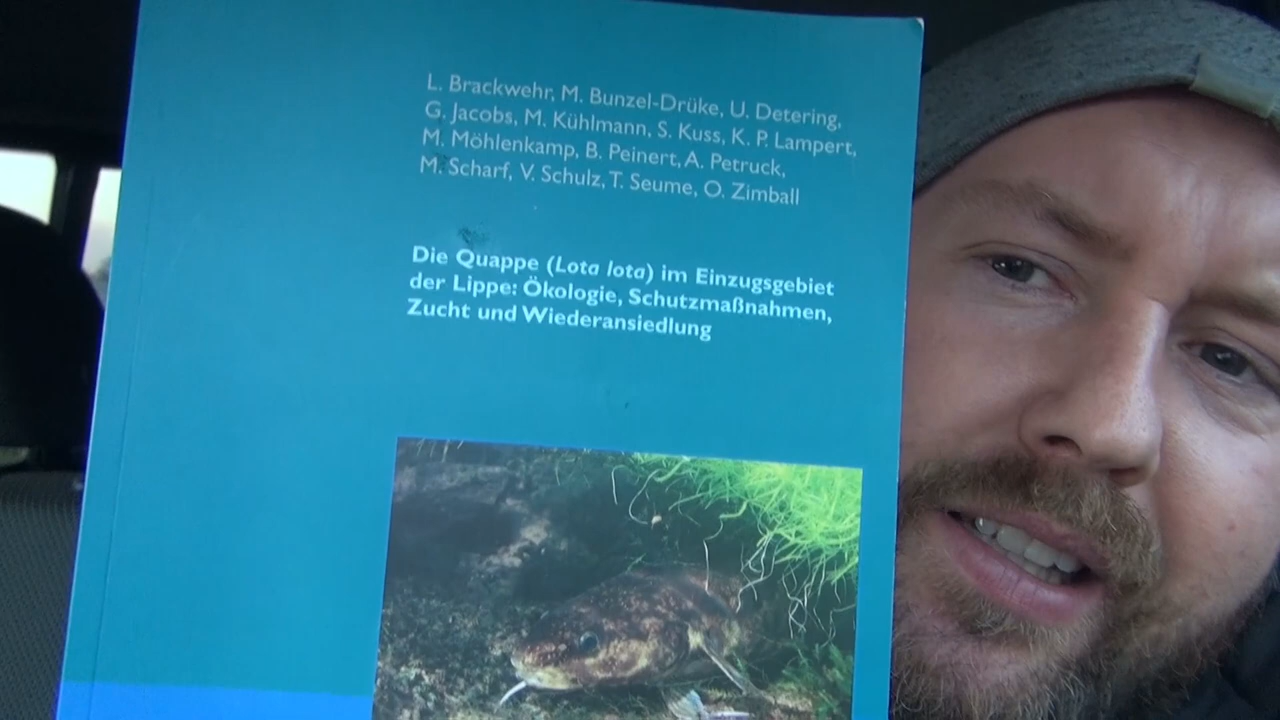 L. Brackwehr, M. Bunzel-Drüke, U. Detering,
G. Jacobs, M. Kühlmann, S. Kuss, K. P. Lampert,
M. Möhlenkamp, B. Peinert, A. Petruck,
M. Scharf, V. Schulz, T. Seume, O. Zimball
Die Quappe (Lota lota) im Einzugsgebiet
der Lippe: Ökologie, Schutzmaßnahmen,
Zucht und Wiederansiedlung